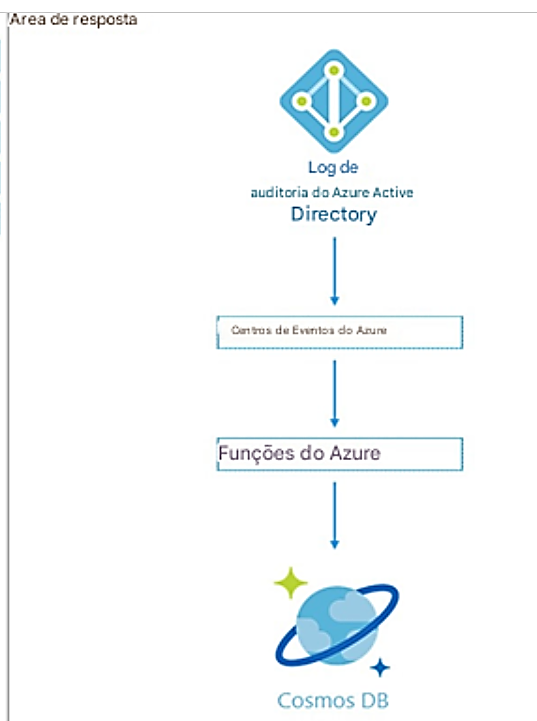 Área de resposta
Log de
auditoria do Azure Active
Directory
Centros de Eventos do Azure
Funções do Azure
Cosmos DB